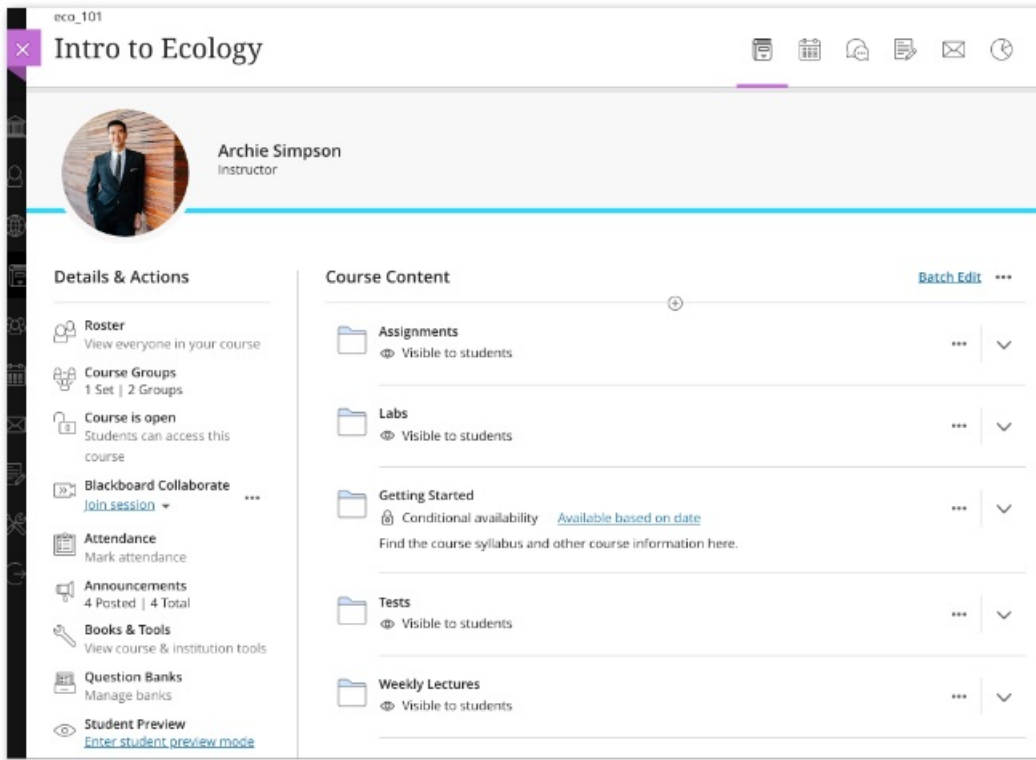 eco_101
Intro to Ecology
Archie Simpson
Instructor
Details & Actions
Roster
View everyone in your course
Course Groups
1 Set | 2 Groups
Course is open
Students can access this
course
Blackboard Collaborate
Join session
Attendance
Mark attendance
Announcements
4 Posted | 4 Total
Books & Tools
View course & institution tools
Question Banks
Manage banks
Student Preview
Enter student preview mode
Course Content
Batch Edit
Assignments
Visible to students
Labs
Visible to students
Getting Started
Conditional availability Available based on date
Find the course syllabus and other course information here.
Tests
Visible to students
Weekly Lectures
Visible to students